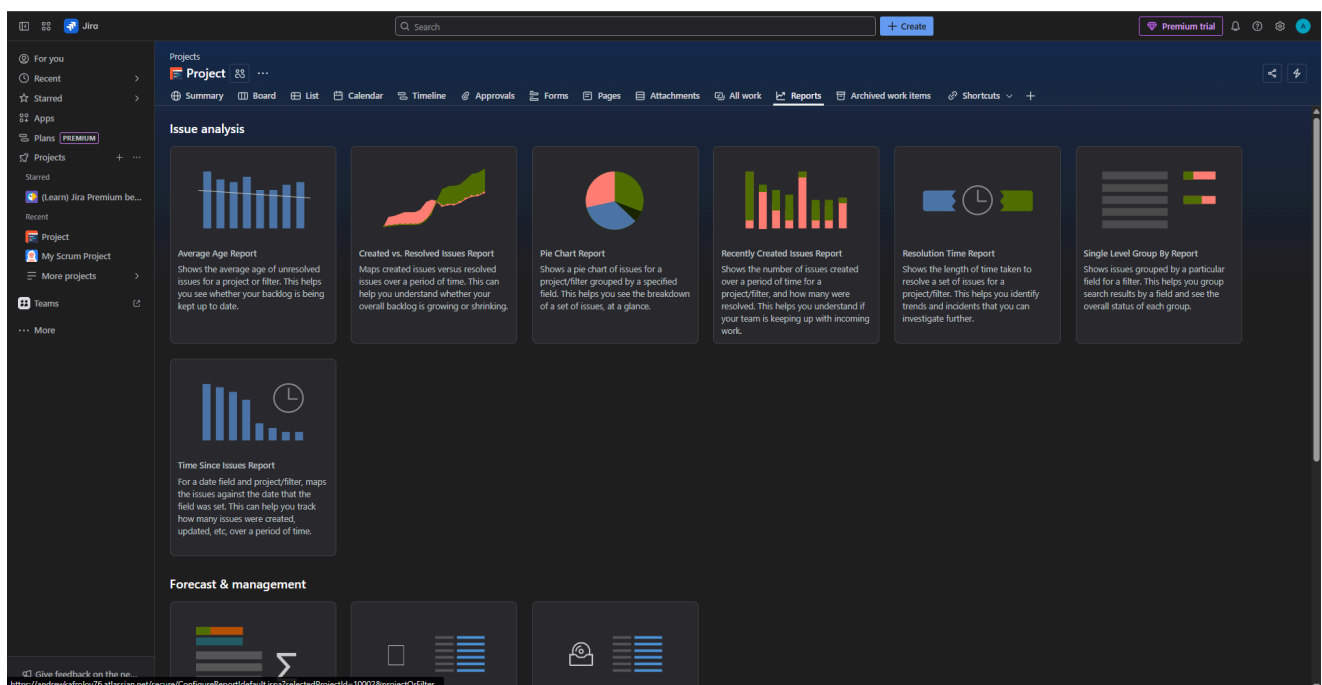 Jira
Search
+ Create
Premium trial
A
For you
Recent
Starred
Apps
Plans PREMIUM
Projects
Starred
(Learn) Jira Premium be...
Recent
Project
My Scrum Project
More projects
Teams
More
Give feedback on the ne...
Projects
Project
Summary Board List Calendar Timeline Approvals Forms Pages Attachments All work Reports Archived work items Shortcuts
Issue analysis
Average Age Report
Shows the average age of unresolved
issues for a project or filter. This helps
you see whether your backlog is being
kept up to date.
Created vs. Resolved Issues Report
Maps created issues versus resolved
issues over a period of time. This can
help you understand whether your
overall backlog is growing or shrinking.
Pie Chart Report
Shows a pie chart of issues for a
project/filter grouped by a specified
field. This helps you see the breakdown
of a set of issues, at a glance.
Recently Created Issues Report
Shows the number of issues created
over a period of time for a
project/filter, and how many were
resolved. This helps you understand if
your team is keeping up with incoming
work.
Resolution Time Report
Shows the length of time taken to
resolve a set of issues for a
project/filter. This helps you identify
trends and incidents that you can
investigate further.
Single Level Group By Report
Shows issues grouped by a particular
field for a filter. This helps you group
search results by a field and see the
overall status of each group.
Time Since Issues Report
For a date field and project/filter, maps
the issues against the date that the
field was set. This can help you track
how many issues were created,
updated, etc, over a period of time.
Forecast & management
Σ